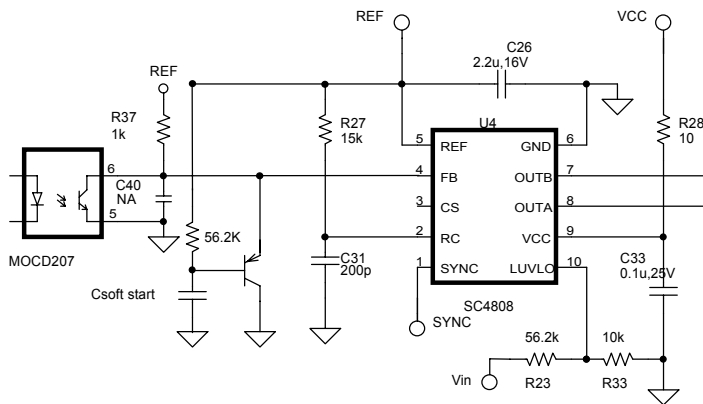 REF
VCC
C26
2.2u,16V
REF
R37
1k
R27
15k
U4
R28
10
5
REF
GND
6
6
4
FB
OUTB
7
C40
NA
3
CS
OUTA
8
5
56.2K
2
RC
VCC
9
MOCD207
C31
200p
C33
0.1u,25V
1
SYNC
LUVLO
10
Csoft start
SC4808
SYNC
56.2k
10k
Vin
R23
R33